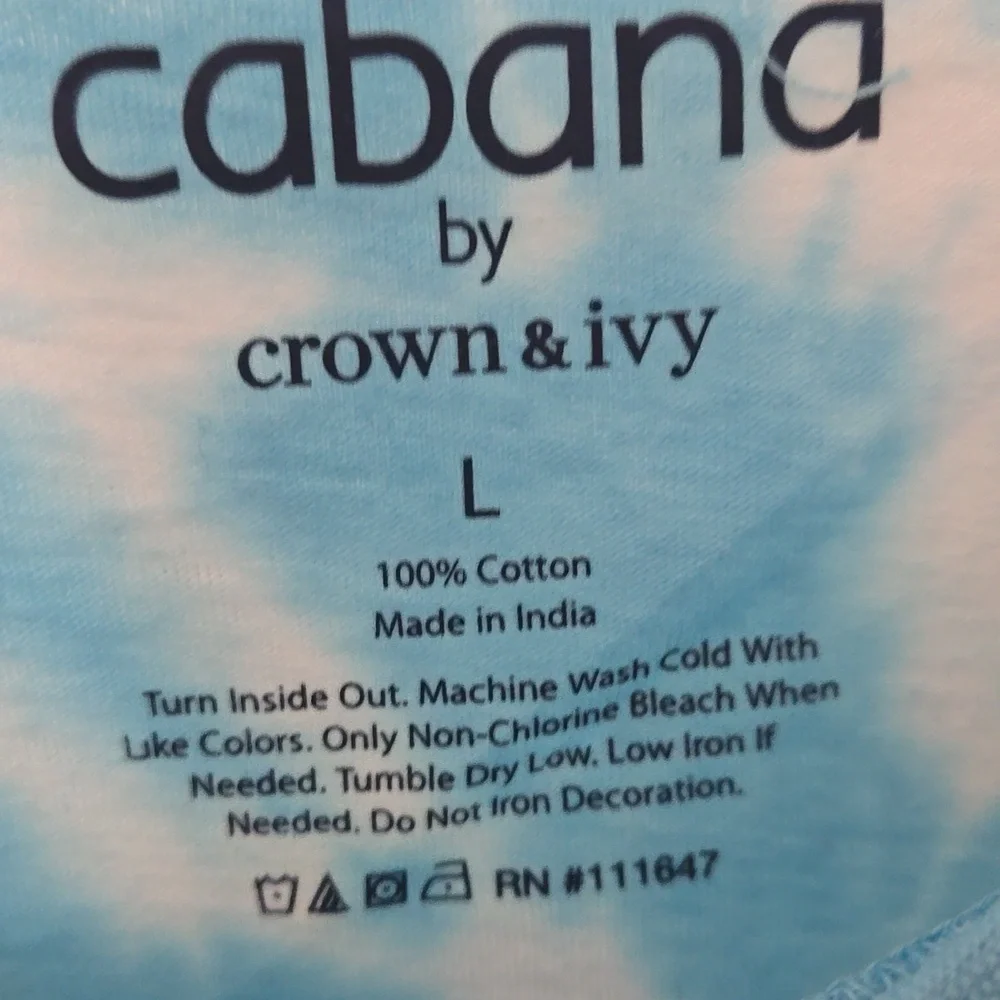 cabana
by
crown & ivy
L
100% Cotton
Made in India
Turn Inside Out. Machine Wash Cold With
Like Colors. Only Non-Chlorine Bleach When
Needed. Tumble Dry Low. Low Iron If
Needed. Do Not Iron Decoration.
RN #111647